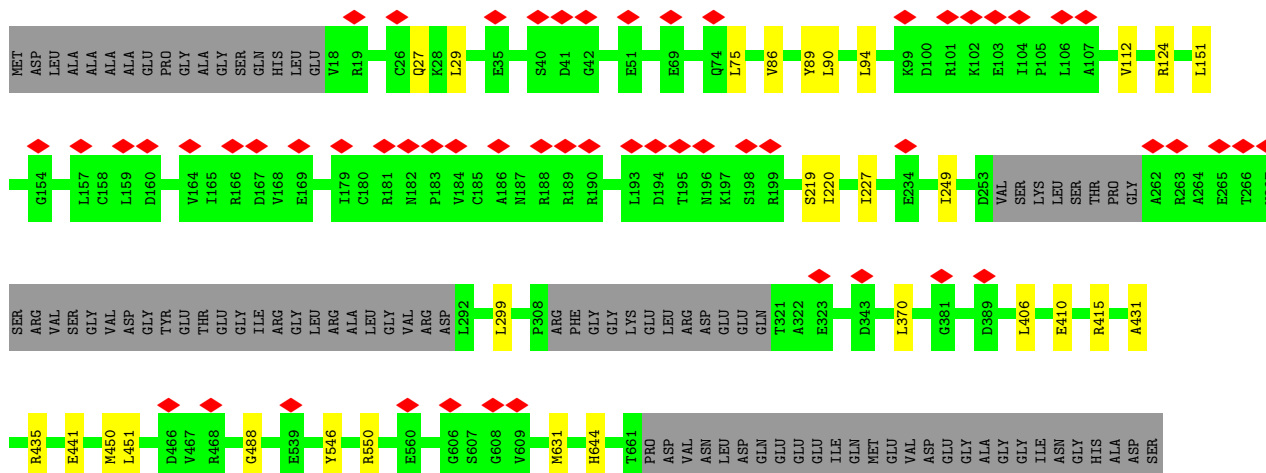 MET ASP LEU ALA ALA ALA ALA GLU PRO GLY ALA GLY SER GLN HIS LEU GLU V18 R19 C26 Q27 K28 L29 E35 S40 D41 G42 E51 E69 Q74 L75 V86 Y89 L90 L94 K99 D100 R101 K102 E103 I104 P105 L106 A107 V112 R124 L151
G154 L157 C158 L159 D160 V164 I165 R166 D167 V168 E169 I179 C180 R181 N182 P183 V184 C185 A186 N187 R188 R189 R190 L193 D194 T195 N196 K197 S198 R199 S219 I220 I227 E234 I249 D253 VAL SER LYS LEU SER THR PRO GLY A262 R263 A264 E265 T266
SER ARG VAL SER GLY VAL ASP GLY TYR GLU THR GLU GLY ILE ARG GLY LEU ARG ALA LEU GLY VAL ARG ASP L292 L299 P308 ARG PHE GLY GLY LYS GLU LEU ARG ASP GLU GLU GLN T321 A322 E323 D343 L370 G381 D389 L406 E410 R415 A431
R435 E441 M450 L451 D466 V467 R468 G488 E539 Y546 R550 E560 G606 S607 G608 V609 M631 H644 T661 PRO ASP VAL ASN LEU ASP GLN GLU GLU GLU ILE GLN MET GLU VAL ASP GLU GLY ALA GLY GLY ILE ASN GLY HIS ALA ASP SER